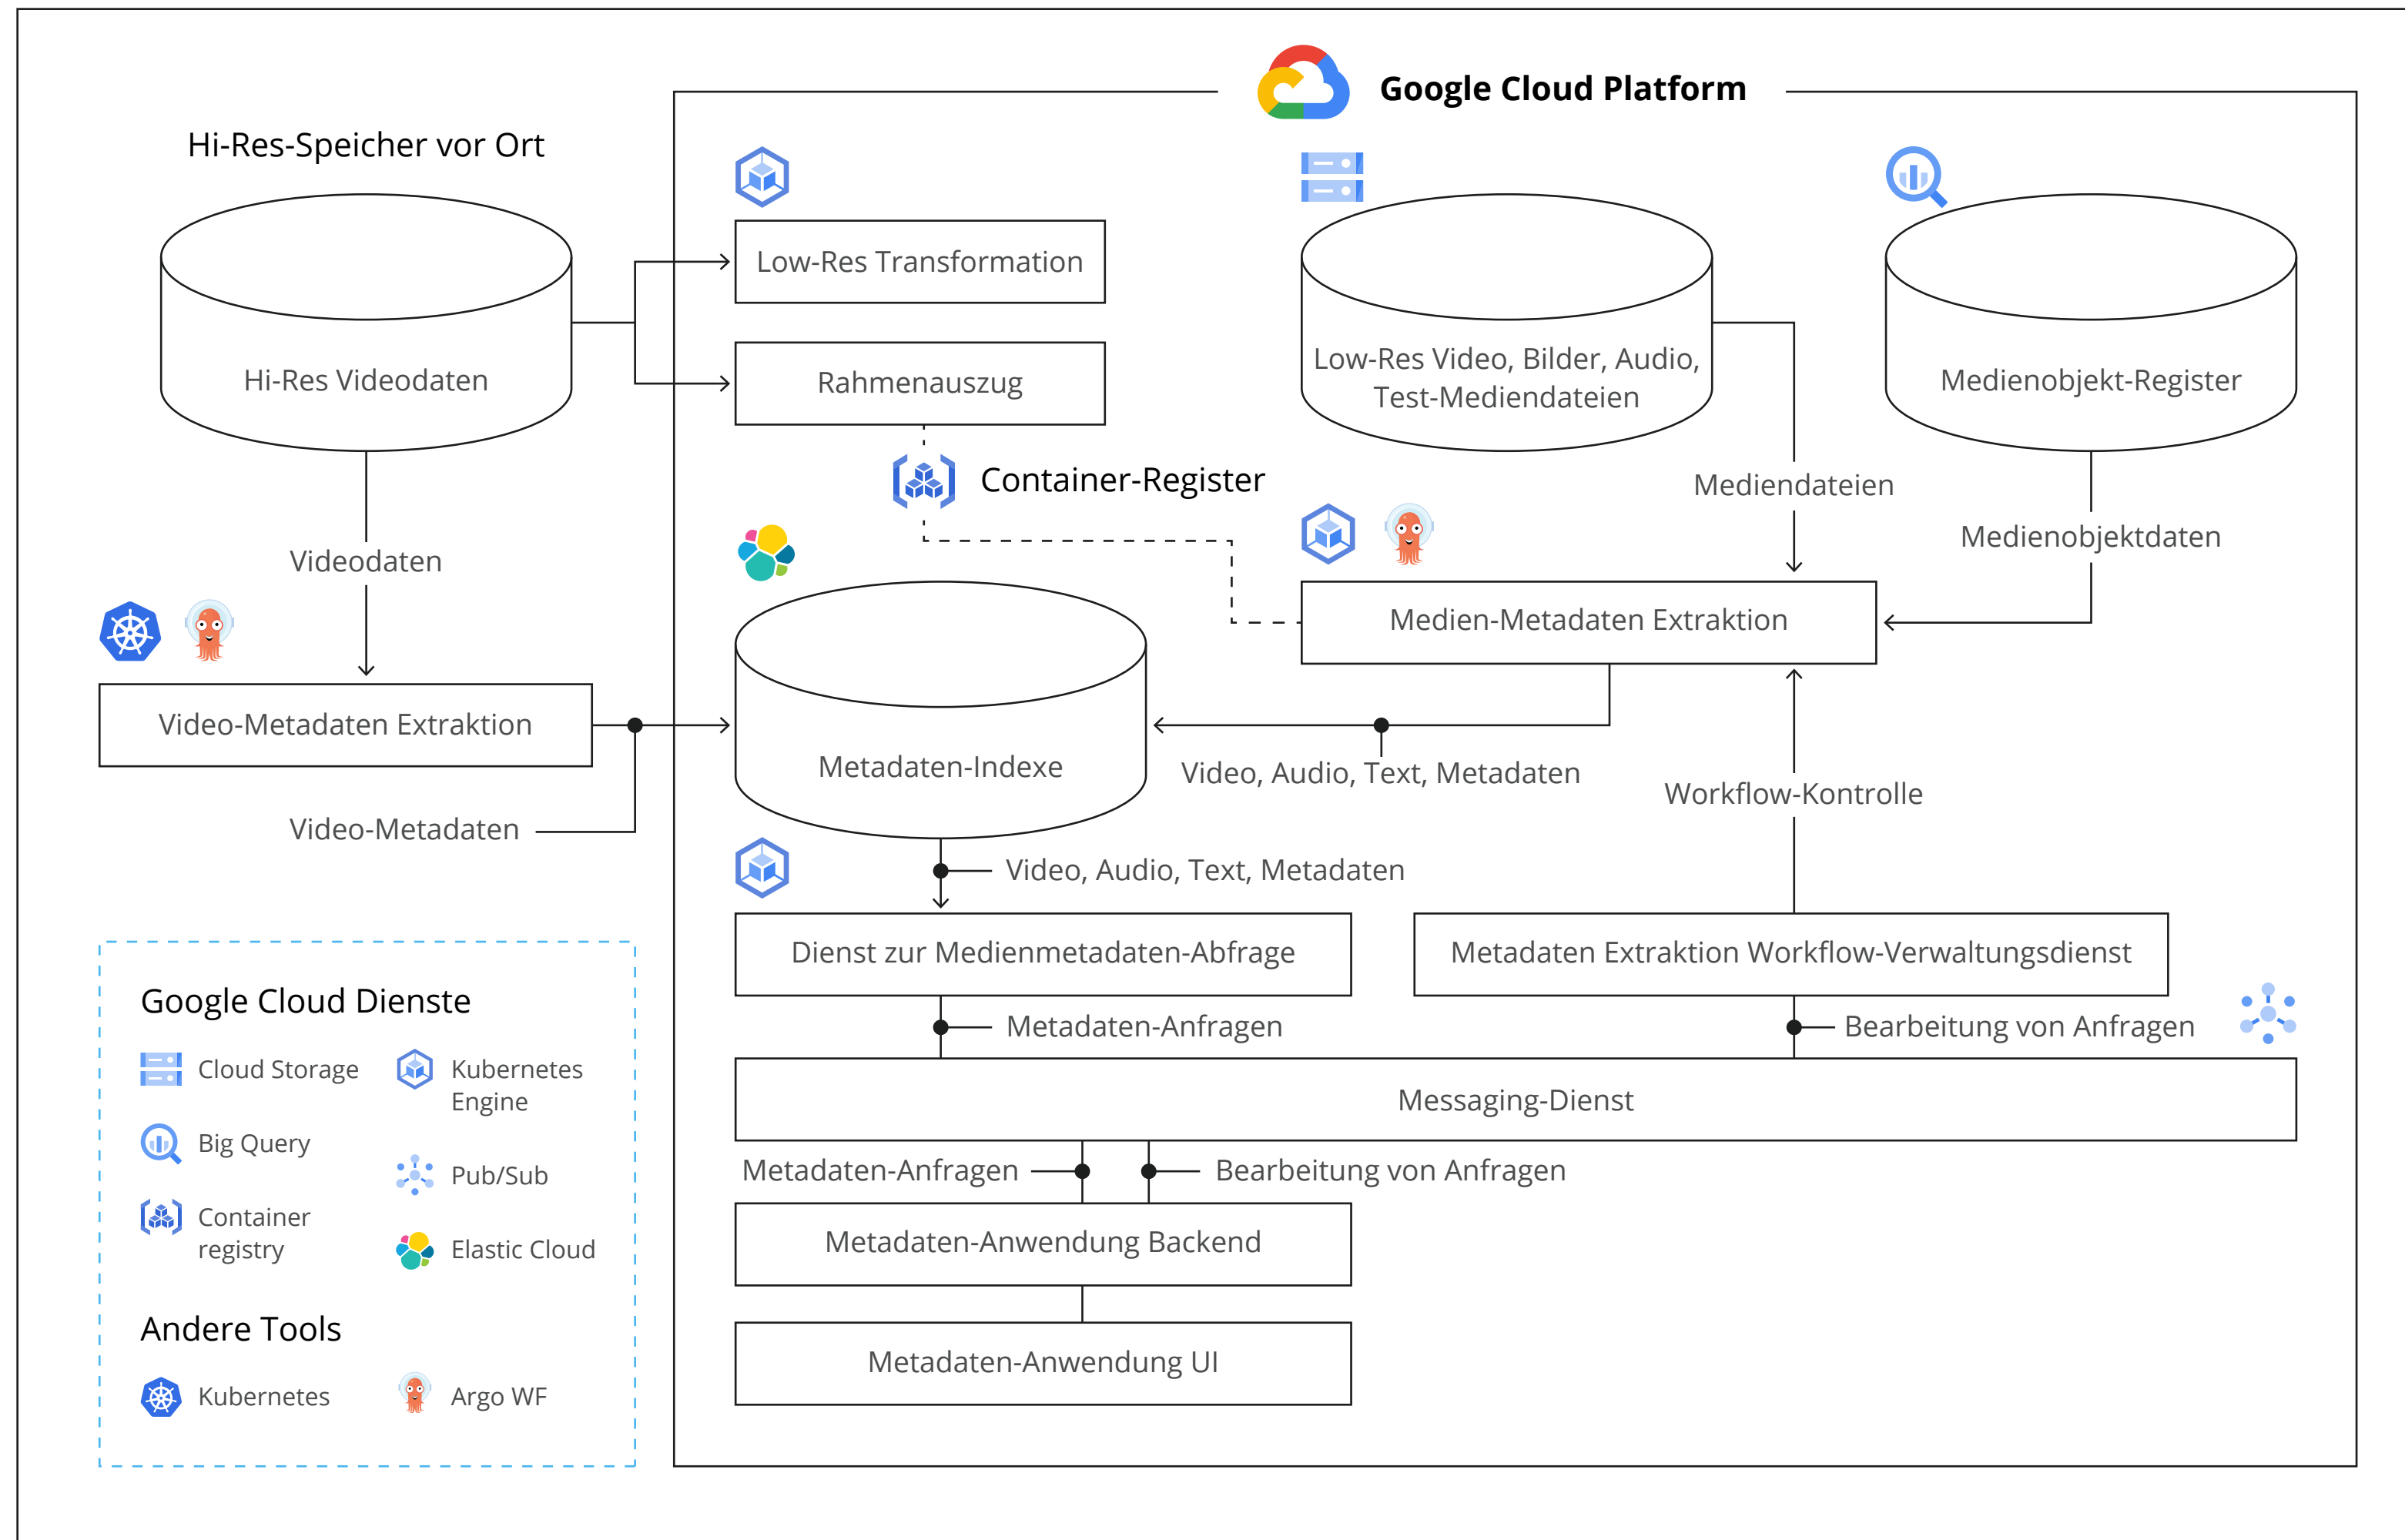 Google Cloud Platform
Hi-Res-Speicher vor Ort
Hi-Res Videodaten
Low-Res Transformation
Rahmenauszug
Low-Res Video, Bilder, Audio,
Test-Mediendateien
Medienobjekt-Register
Container-Register
Mediendateien
Medienobjektdaten
Videodaten
Medien-Metadaten Extraktion
Video-Metadaten Extraktion
Metadaten-Indexe
Video, Audio, Text, Metadaten
Workflow-Kontrolle
Video-Metadaten
Video, Audio, Text, Metadaten
Dienst zur Medienmetadaten-Abfrage
Metadaten Extraktion Workflow-Verwaltungsdienst
Metadaten-Anfragen
Bearbeitung von Anfragen
Messaging-Dienst
Metadaten-Anfragen
Bearbeitung von Anfragen
Metadaten-Anwendung Backend
Metadaten-Anwendung UI
Google Cloud Dienste
Cloud Storage
Kubernetes
Engine
Big Query
Pub/Sub
Container
registry
Elastic Cloud
Andere Tools
Kubernetes
Argo WF